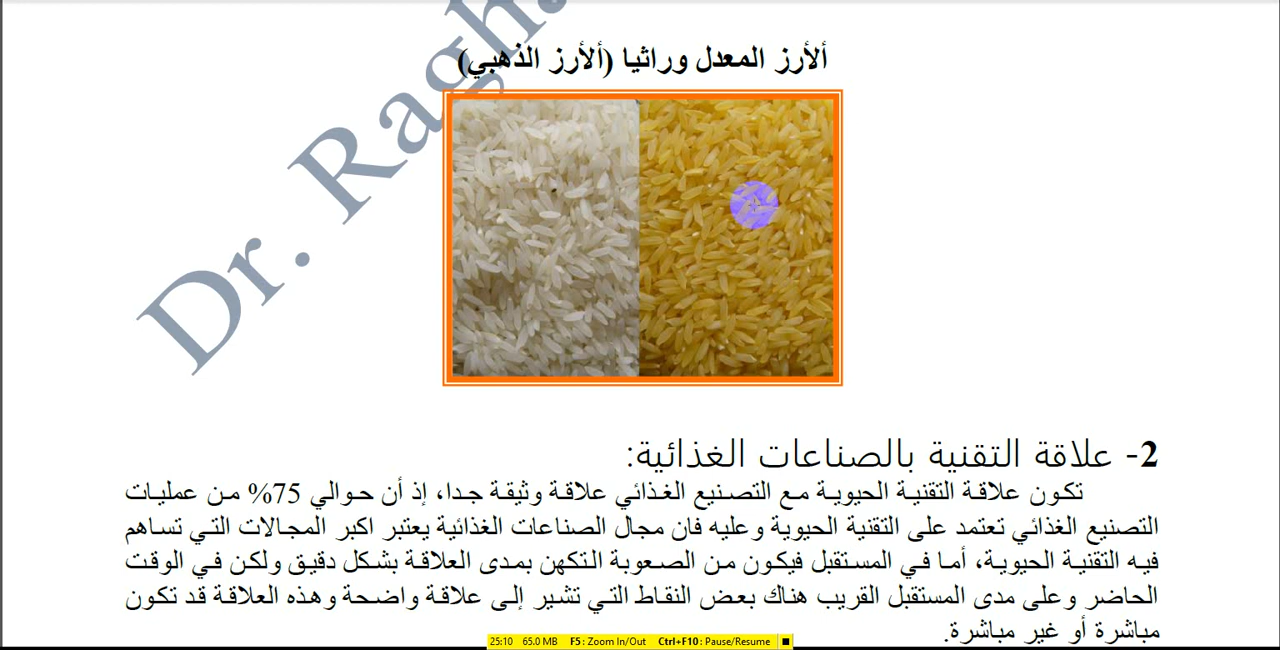 ألأرز المعدل وراثيا (ألأرز الذهبي)
Dr. Ragh.
2- علاقة التقنية بالصناعات الغذائية:
تكون علاقة التقنية الحيوية مع التصنيع الغذائي علاقة وثيقة جدا، إذ أن حوالي 75% من عمليات
التصنيع الغذائي تعتمد على التقنية الحيوية وعليه فان مجال الصناعات الغذائية يعتبر اكبر المجالات التي تساهم
فيه التقنية الحيوية، أما في المستقبل فيكون من الصعوبة التكهن بمدى العلاقة بشكل دقيق ولكن في الوقت
الحاضر وعلى مدى المستقبل القريب هناك بعض النقاط التي تشير إلى علاقة واضحة وهذه العلاقة قد تكون
مباشرة أو غير مباشرة.
25:10 65.0 MB F5: Zoom In/Out Ctrl+F10: Pause/Resume